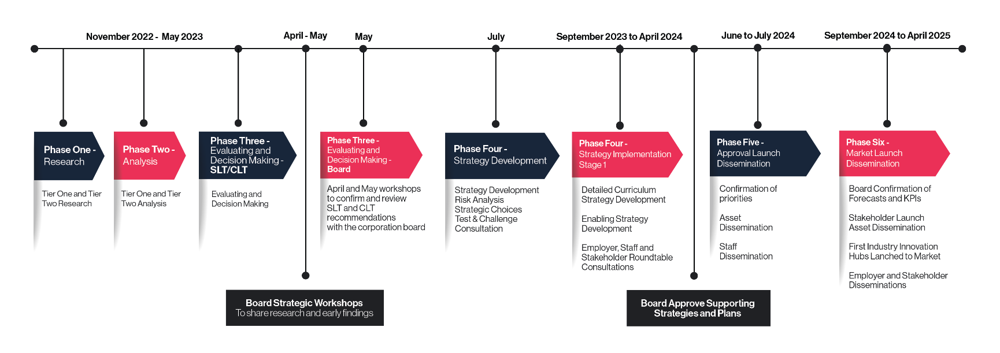 November 2022 - May 2023
April - May
May
July
September 2023 to April 2024
June to July 2024
September 2024 to April 2025
Phase One -
Research
Tier One and Tier
Two Research
Phase Two -
Analysis
Tier One and Tier
Two Analysis
Phase Three -
Evaluating and
Decision Making -
SLT/CLT
Evaluating and
Decision Making
Phase Three -
Evaluating and
Decision Making -
Board
April and May workshops
to confirm and review
SLT and CLT
recommendations
with the corporation board
Phase Four -
Strategy Development
Strategy Development
Risk Analysis
Strategic Choices
Test & Challenge
Consultation
Phase Four -
Strategy Implementation
Stage 1
Detailed Curriculum
Strategy Development
Enabling Strategy
Development
Employer, Staff and
Stakeholder Roundtable
Consultations
Phase Five -
Approval Launch
Dissemination
Confirmation of
priorities
Asset
Dissemination
Staff
Dissemination
Phase Six -
Market Launch
Dissemination
Board Confirmation of
Forecasts and KPIs
Stakeholder Launch
Asset Dissemination
First Industry Innovation
Hubs Lanched to Market
Employer and Stakeholder
Disseminations
Board Strategic Workshops
To share research and early findings
Board Approve Supporting
Strategies and Plans